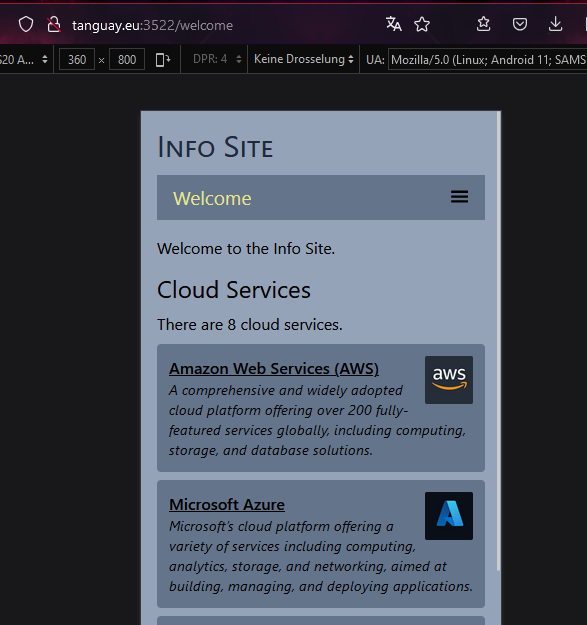 tanguay.eu:3522/welcome
S20 A... 360 × 800 DPR: 4 Keine Drosselung UA: Mozilla/5.0 (Linux; Android 11; SAMS
Info Site
Welcome
Welcome to the Info Site.
Cloud Services
There are 8 cloud services.
Amazon Web Services (AWS)
aws
A comprehensive and widely adopted
cloud platform offering over 200 fully-
featured services globally, including computing,
storage, and database solutions.
Microsoft Azure
Microsoft's cloud platform offering a
variety of services including computing,
analytics, storage, and networking, aimed at
building, managing, and deploying applications.